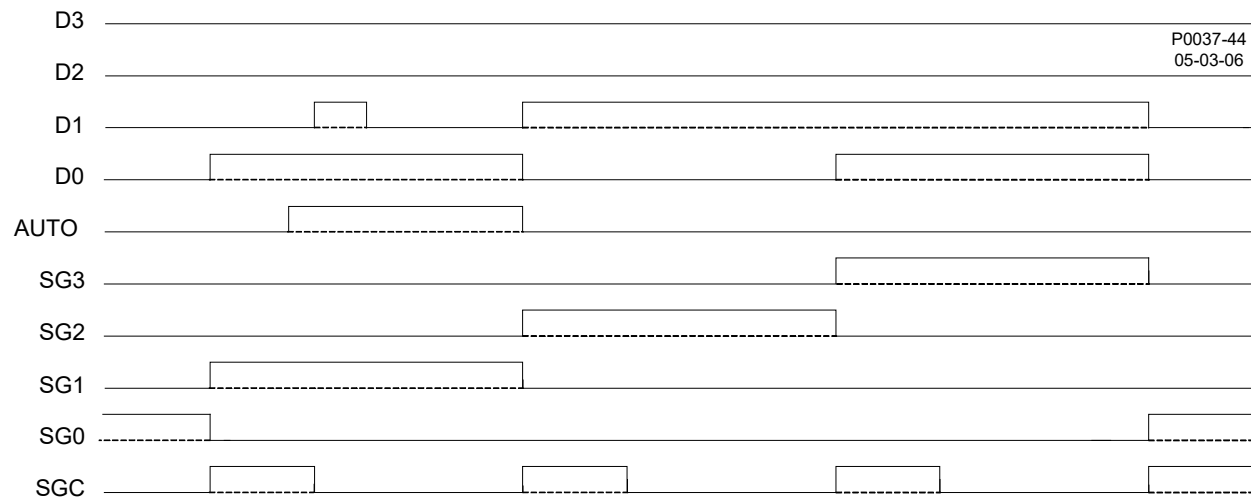 D3
P0037-44
05-03-06
D2
D1
D0
AUTO
SG3
SG2
SG1
SG0
SGC